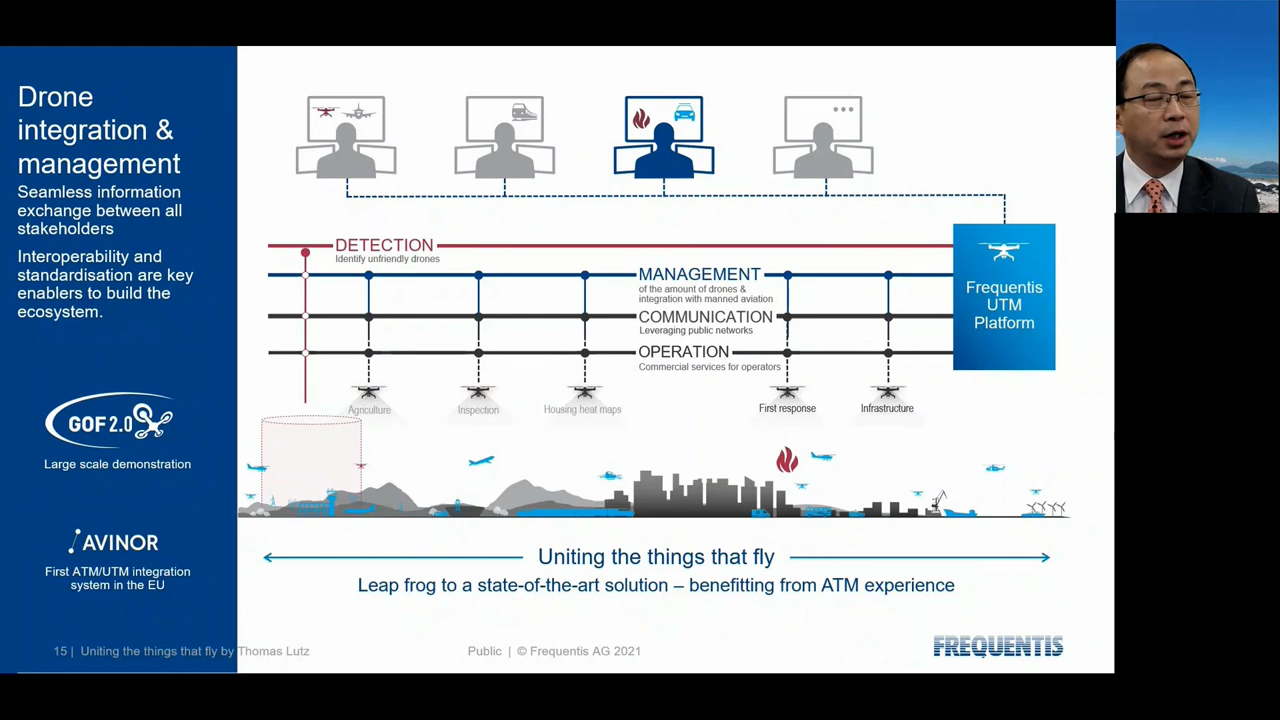 Drone
integration &
management
Seamless information
exchange between all
stakeholders
Interoperability and
standardisation are key
enablers to build the
ecosystem.
GOF 2.0
Large scale demonstration
AVINOR
First ATM/UTM integration
system in the EU
DETECTION
Identify unfriendly drones
MANAGEMENT
of the amount of drones &
integration with manned aviation
COMMUNICATION
Leveraging public networks
OPERATION
Commercial services for operators
Frequentis
UTM
Platform
Agriculture
Inspection
Housing heat maps
First response
Infrastructure
Uniting the things that fly
Leap frog to a state-of-the-art solution – benefitting from ATM experience
15 | Uniting the things that fly by Thomas Lutz
Public | © Frequentis AG 2021
FREQUENTIS